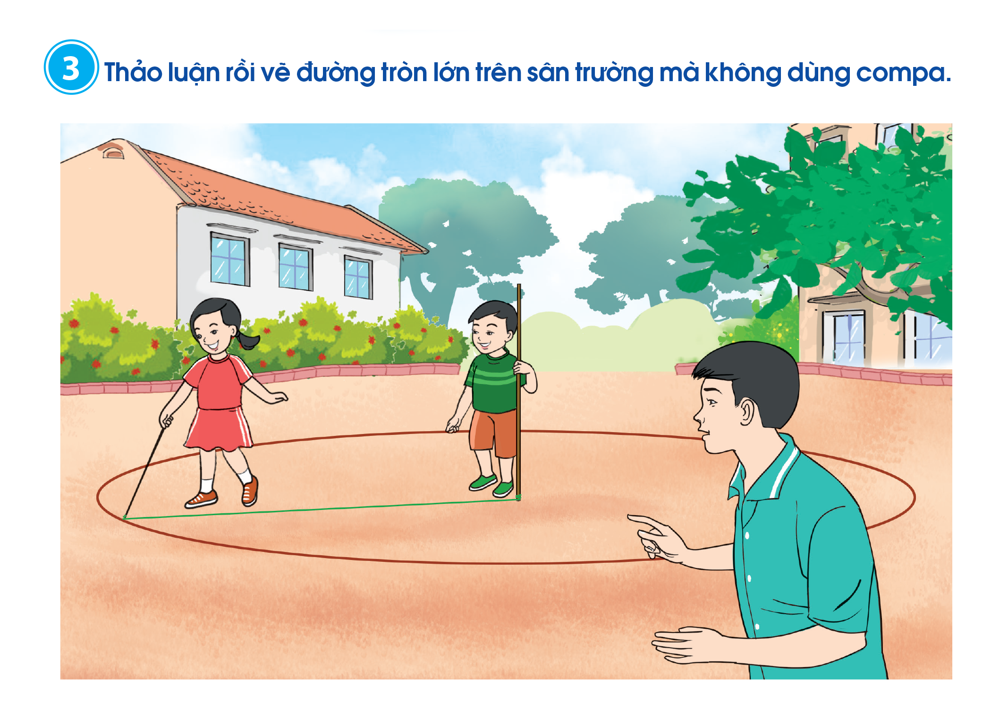 3 Thảo luận rồi vẽ đường tròn lớn trên sân trường mà không dùng compa.